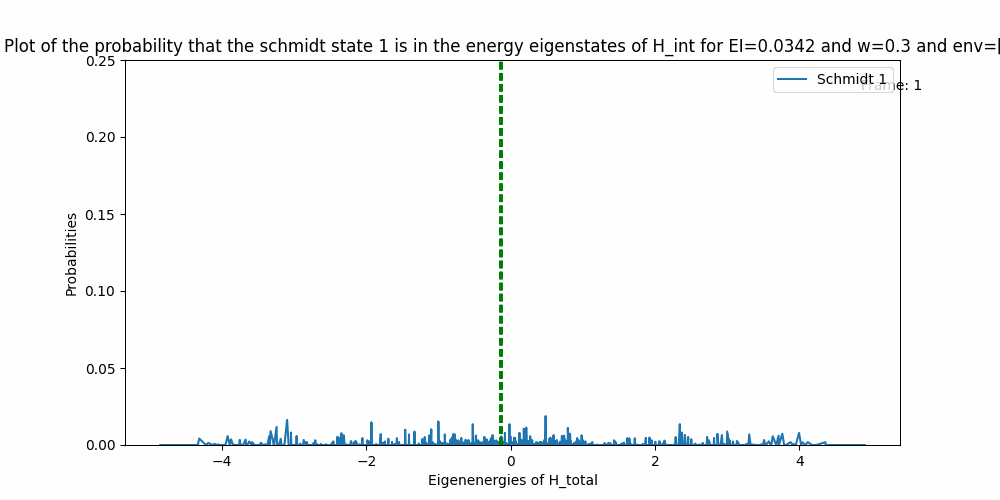 Plot of the probability that the schmidt state 1 is in the energy eigenstates of H_int for EI=0.0342 and w=0.3 and env=[
Schmidt 1
Frame: 1
0.25
0.20
0.15
0.10
0.05
0.00
Probabilities
−4 −2 0 2 4
Eigenenergies of H_total